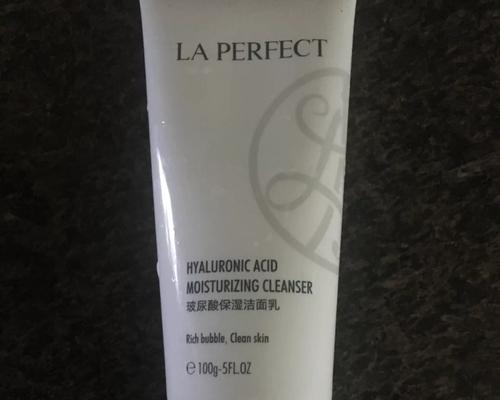 LA PERFECT
HYALURONIC ACID
MOISTURIZING CLEANSER
玻尿酸保湿洁面乳
Rich bubble, Clean skin
℮ 100g-5FL.OZ